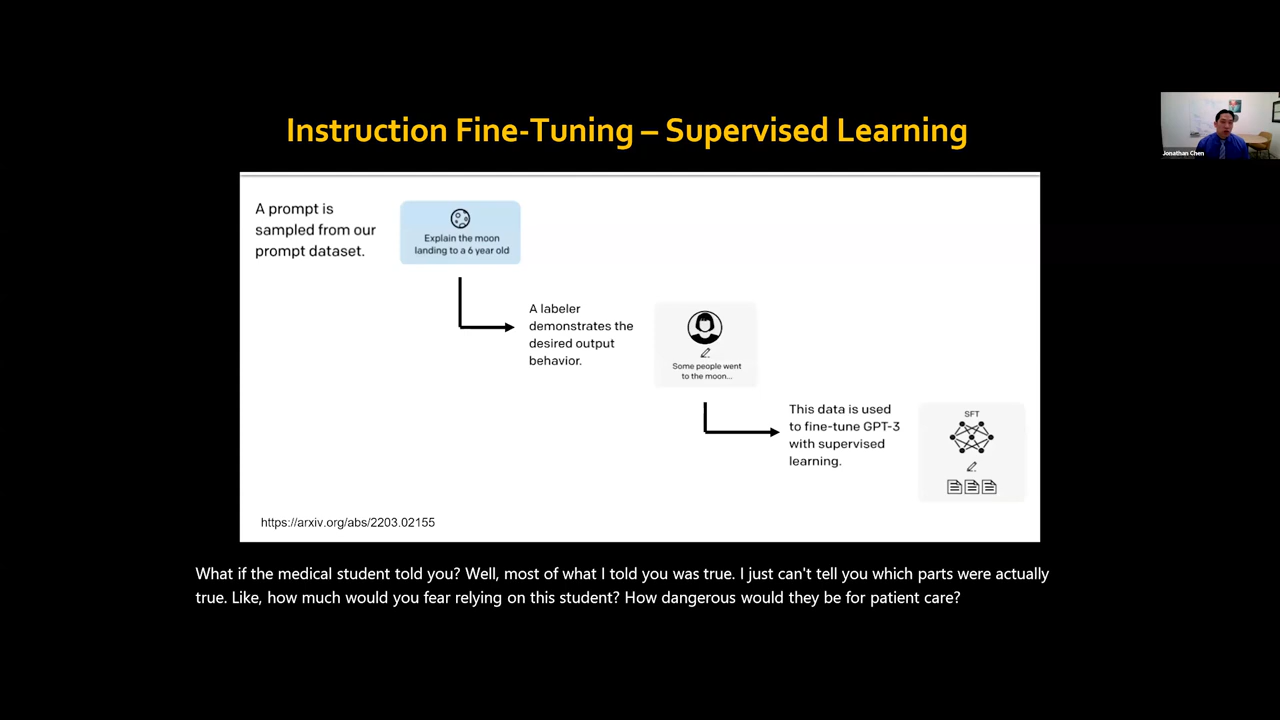 Instruction Fine-Tuning – Supervised Learning
Jonathan Chen
A prompt is
sampled from our
prompt dataset.
Explain the moon
landing to a 6 year old
A labeler
demonstrates the
desired output
behavior.
Some people went
to the moon...
This data is used
to fine-tune GPT-3
with supervised
learning.
SFT
https://arxiv.org/abs/2203.02155
What if the medical student told you? Well, most of what I told you was true. I just can't tell you which parts were actually
true. Like, how much would you fear relying on this student? How dangerous would they be for patient care?